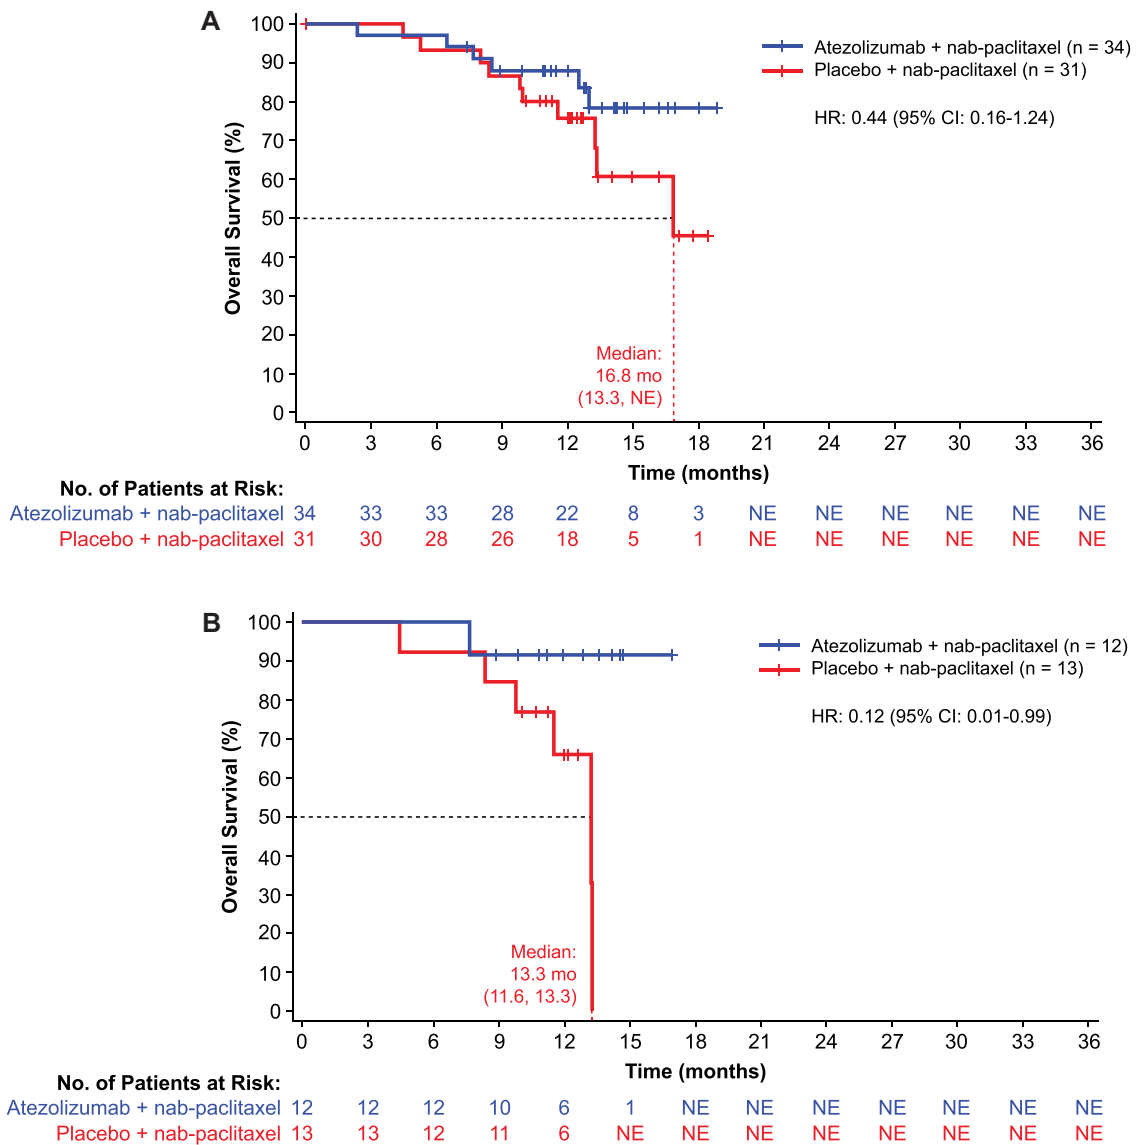 A
100
90
80
70
60
50
40
30
20
10
0
Overall Survival (%)
Atezolizumab + nab-paclitaxel (n = 34)
Placebo + nab-paclitaxel (n = 31)
HR: 0.44 (95% CI: 0.16-1.24)
Median:
16.8 mo
(13.3, NE)
0 3 6 9 12 15 18 21 24 27 30 33 36
Time (months)
No. of Patients at Risk:
Atezolizumab + nab-paclitaxel 34 33 33 28 22 8 3 NE NE NE NE NE NE
Placebo + nab-paclitaxel 31 30 28 26 18 5 1 NE NE NE NE NE NE
B
100
90
80
70
60
50
40
30
20
10
0
Overall Survival (%)
Atezolizumab + nab-paclitaxel (n = 12)
Placebo + nab-paclitaxel (n = 13)
HR: 0.12 (95% CI: 0.01-0.99)
Median:
13.3 mo
(11.6, 13.3)
0 3 6 9 12 15 18 21 24 27 30 33 36
Time (months)
No. of Patients at Risk:
Atezolizumab + nab-paclitaxel 12 12 12 10 6 1 NE NE NE NE NE NE NE
Placebo + nab-paclitaxel 13 13 12 11 6 NE NE NE NE NE NE NE NE